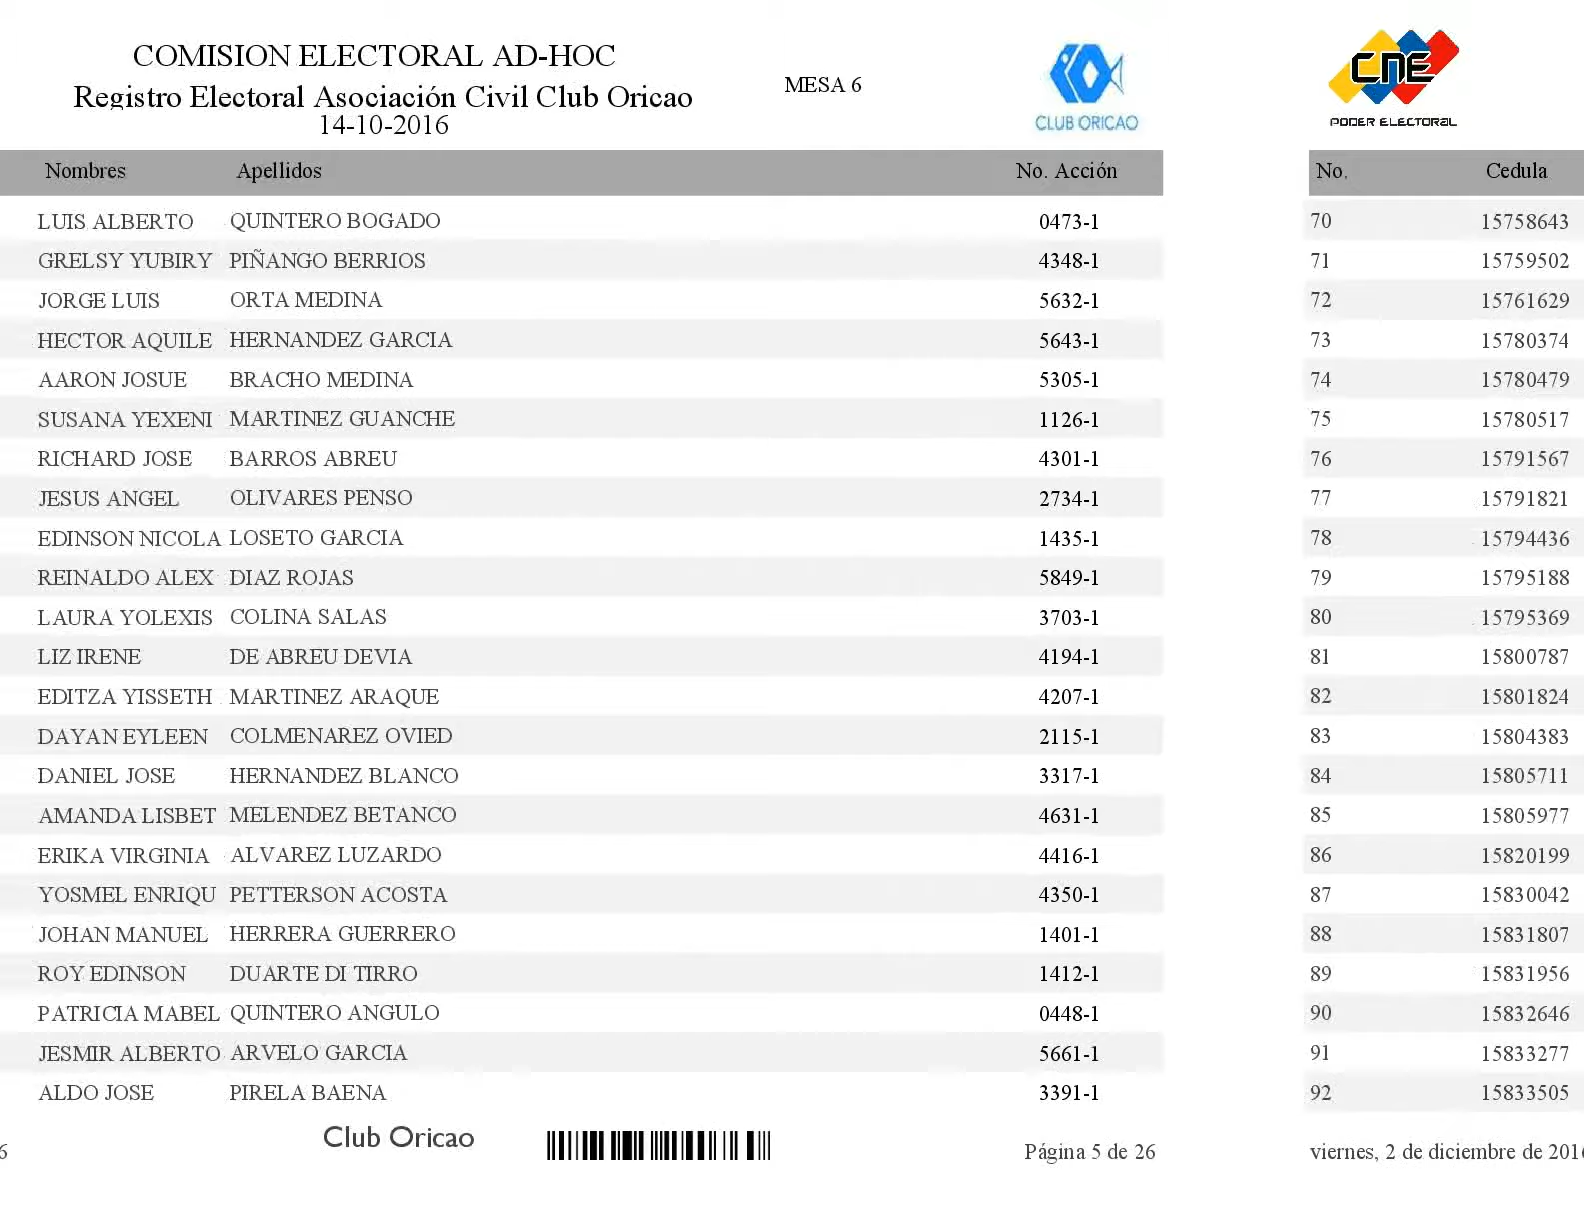 COMISION ELECTORAL AD-HOC
Registro Electoral Asociación Civil Club Oricao
14-10-2016
MESA 6
CLUB ORICAO
Nombres Apellidos No. Acción
LUIS ALBERTO QUINTERO BOGADO 0473-1
GRELSY YUBIRY PIÑANGO BERRIOS 4348-1
JORGE LUIS ORTA MEDINA 5632-1
HECTOR AQUILE HERNANDEZ GARCIA 5643-1
AARON JOSUE BRACHO MEDINA 5305-1
SUSANA YEXENI MARTINEZ GUANCHE 1126-1
RICHARD JOSE BARROS ABREU 4301-1
JESUS ANGEL OLIVARES PENSO 2734-1
EDINSON NICOLA LOSETO GARCIA 1435-1
REINALDO ALEX DIAZ ROJAS 5849-1
LAURA YOLEXIS COLINA SALAS 3703-1
LIZ IRENE DE ABREU DEVIA 4194-1
EDITZA YISSETH MARTINEZ ARAQUE 4207-1
DAYAN EYLEEN COLMENAREZ OVIED 2115-1
DANIEL JOSE HERNANDEZ BLANCO 3317-1
AMANDA LISBET MELENDEZ BETANCO 4631-1
ERIKA VIRGINIA ALVAREZ LUZARDO 4416-1
YOSMEL ENRIQU PETTERSON ACOSTA 4350-1
JOHAN MANUEL HERRERA GUERRERO 1401-1
ROY EDINSON DUARTE DI TIRRO 1412-1
PATRICIA MABEL QUINTERO ANGULO 0448-1
JESMIR ALBERTO ARVELO GARCIA 5661-1
ALDO JOSE PIRELA BAENA 3391-1
6 Club Oricao Página 5 de 26
CNE
PODER ELECTORAL
No. Cedula
70 15758643
71 15759502
72 15761629
73 15780374
74 15780479
75 15780517
76 15791567
77 15791821
78 15794436
79 15795188
80 15795369
81 15800787
82 15801824
83 15804383
84 15805711
85 15805977
86 15820199
87 15830042
88 15831807
89 15831956
90 15832646
91 15833277
92 15833505
viernes, 2 de diciembre de 2016